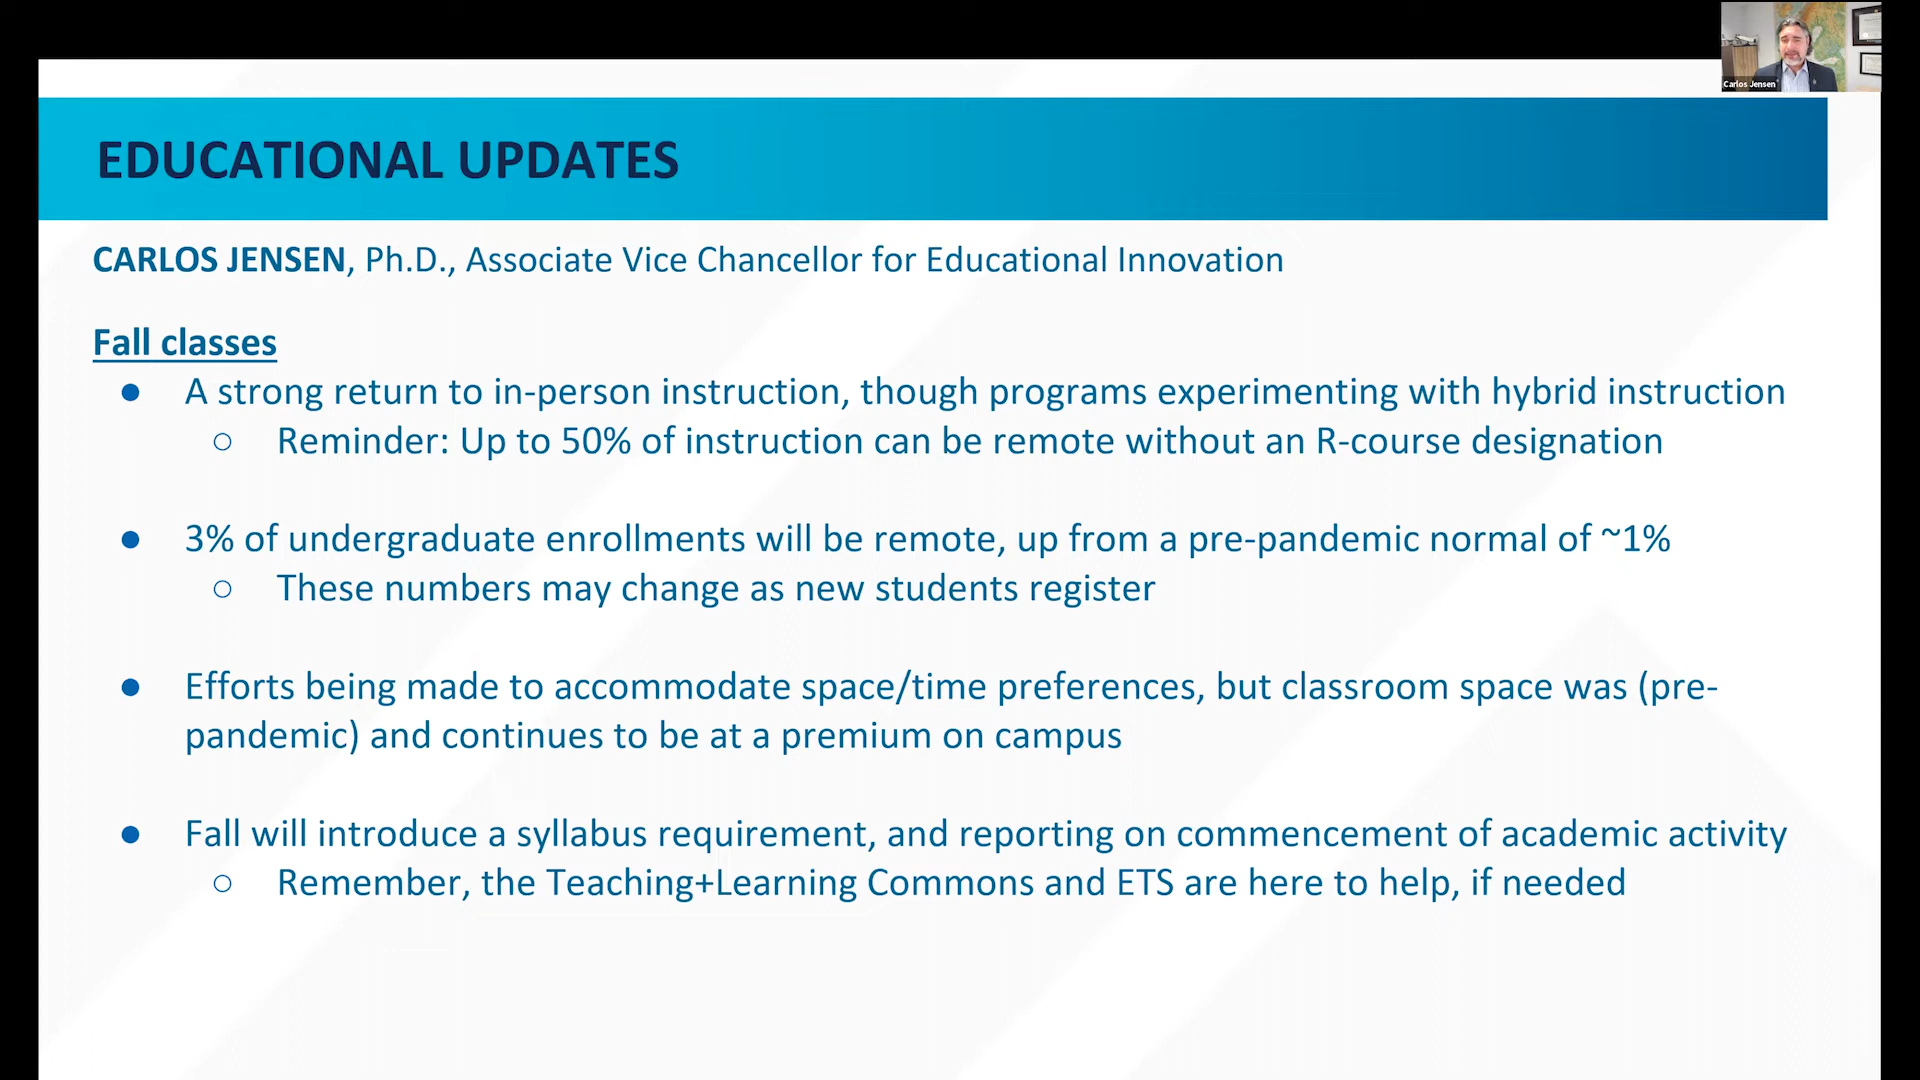 Carlos Jensen
EDUCATIONAL UPDATES
CARLOS JENSEN, Ph.D., Associate Vice Chancellor for Educational Innovation
Fall classes
● A strong return to in-person instruction, though programs experimenting with hybrid instruction
○ Reminder: Up to 50% of instruction can be remote without an R-course designation
● 3% of undergraduate enrollments will be remote, up from a pre-pandemic normal of ~1%
○ These numbers may change as new students register
● Efforts being made to accommodate space/time preferences, but classroom space was (pre-
pandemic) and continues to be at a premium on campus
● Fall will introduce a syllabus requirement, and reporting on commencement of academic activity
○ Remember, the Teaching+Learning Commons and ETS are here to help, if needed